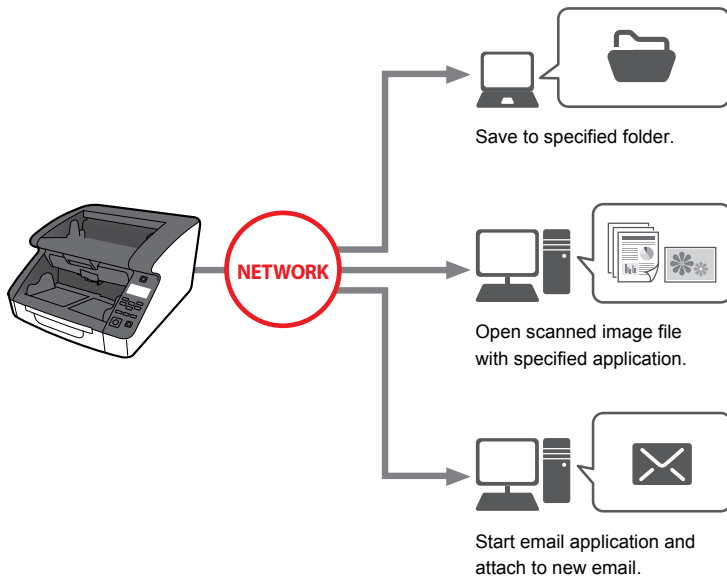 Save to specified folder.
NETWORK
Open scanned image file
with specified application.
Start email application and
attach to new email.